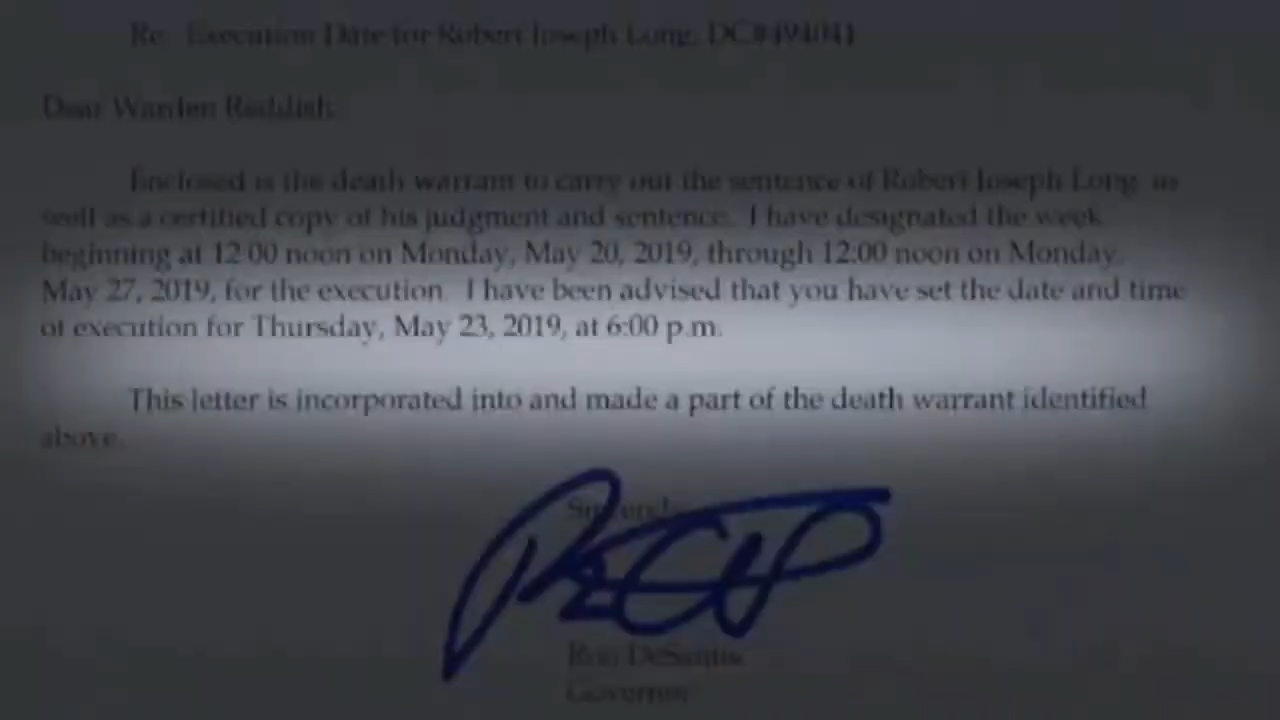 Re: Execution Date for Robert Joseph Long, DC#494041
Dear Warden Reddish:
Enclosed is the death warrant to carry out the sentence of Robert Joseph Long, as
well as a certified copy of his judgment and sentence. I have designated the week
beginning at 12:00 noon on Monday, May 20, 2019, through 12:00 noon on Monday,
May 27, 2019, for the execution. I have been advised that you have set the date and time
of execution for Thursday, May 23, 2019, at 6:00 p.m.
This letter is incorporated into and made a part of the death warrant identified
above.
Sincerely,
Ron DeSantis
Governor